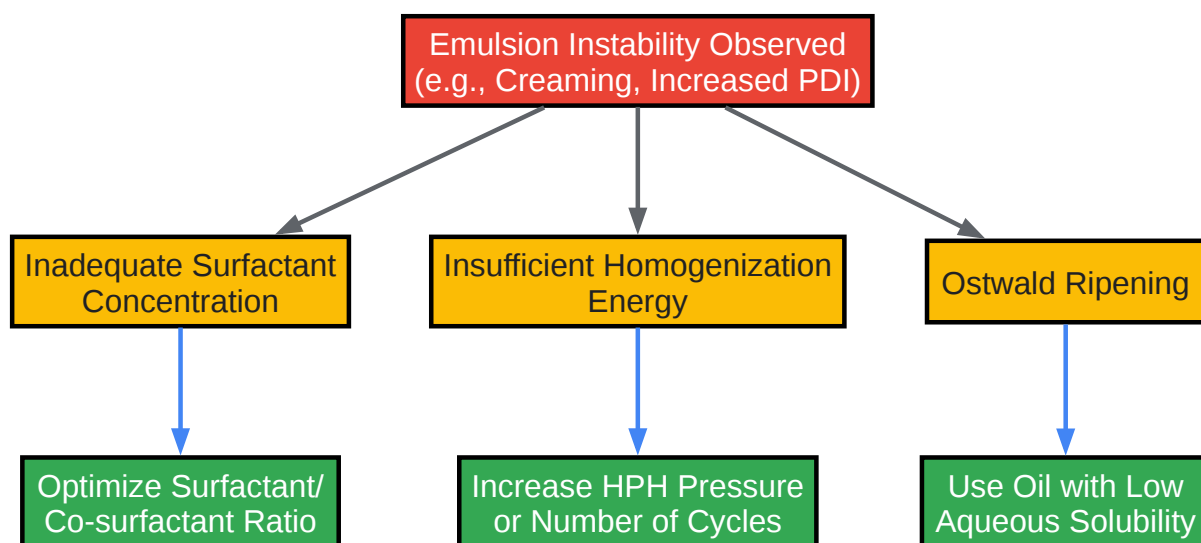 Emulsion Instability Observed
(e.g., Creaming, Increased PDI)
Inadequate Surfactant
Concentration
Insufficient Homogenization
Energy
Ostwald Ripening
Optimize Surfactant/
Co-surfactant Ratio
Increase HPH Pressure
or Number of Cycles
Use Oil with Low
Aqueous Solubility